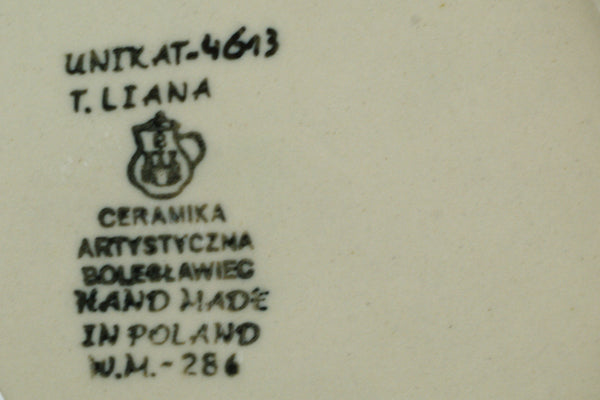 UNIKAT-4613
T. LIANA
CERAMIKA
ARTYSTYCZNA
BOLESŁAWIEC
HAND MADE
IN POLAND
W.M.-286